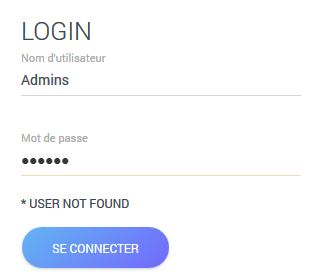 LOGIN
Nom d'utilisateur
Admins
Mot de passe
••••••
* USER NOT FOUND
SE CONNECTER